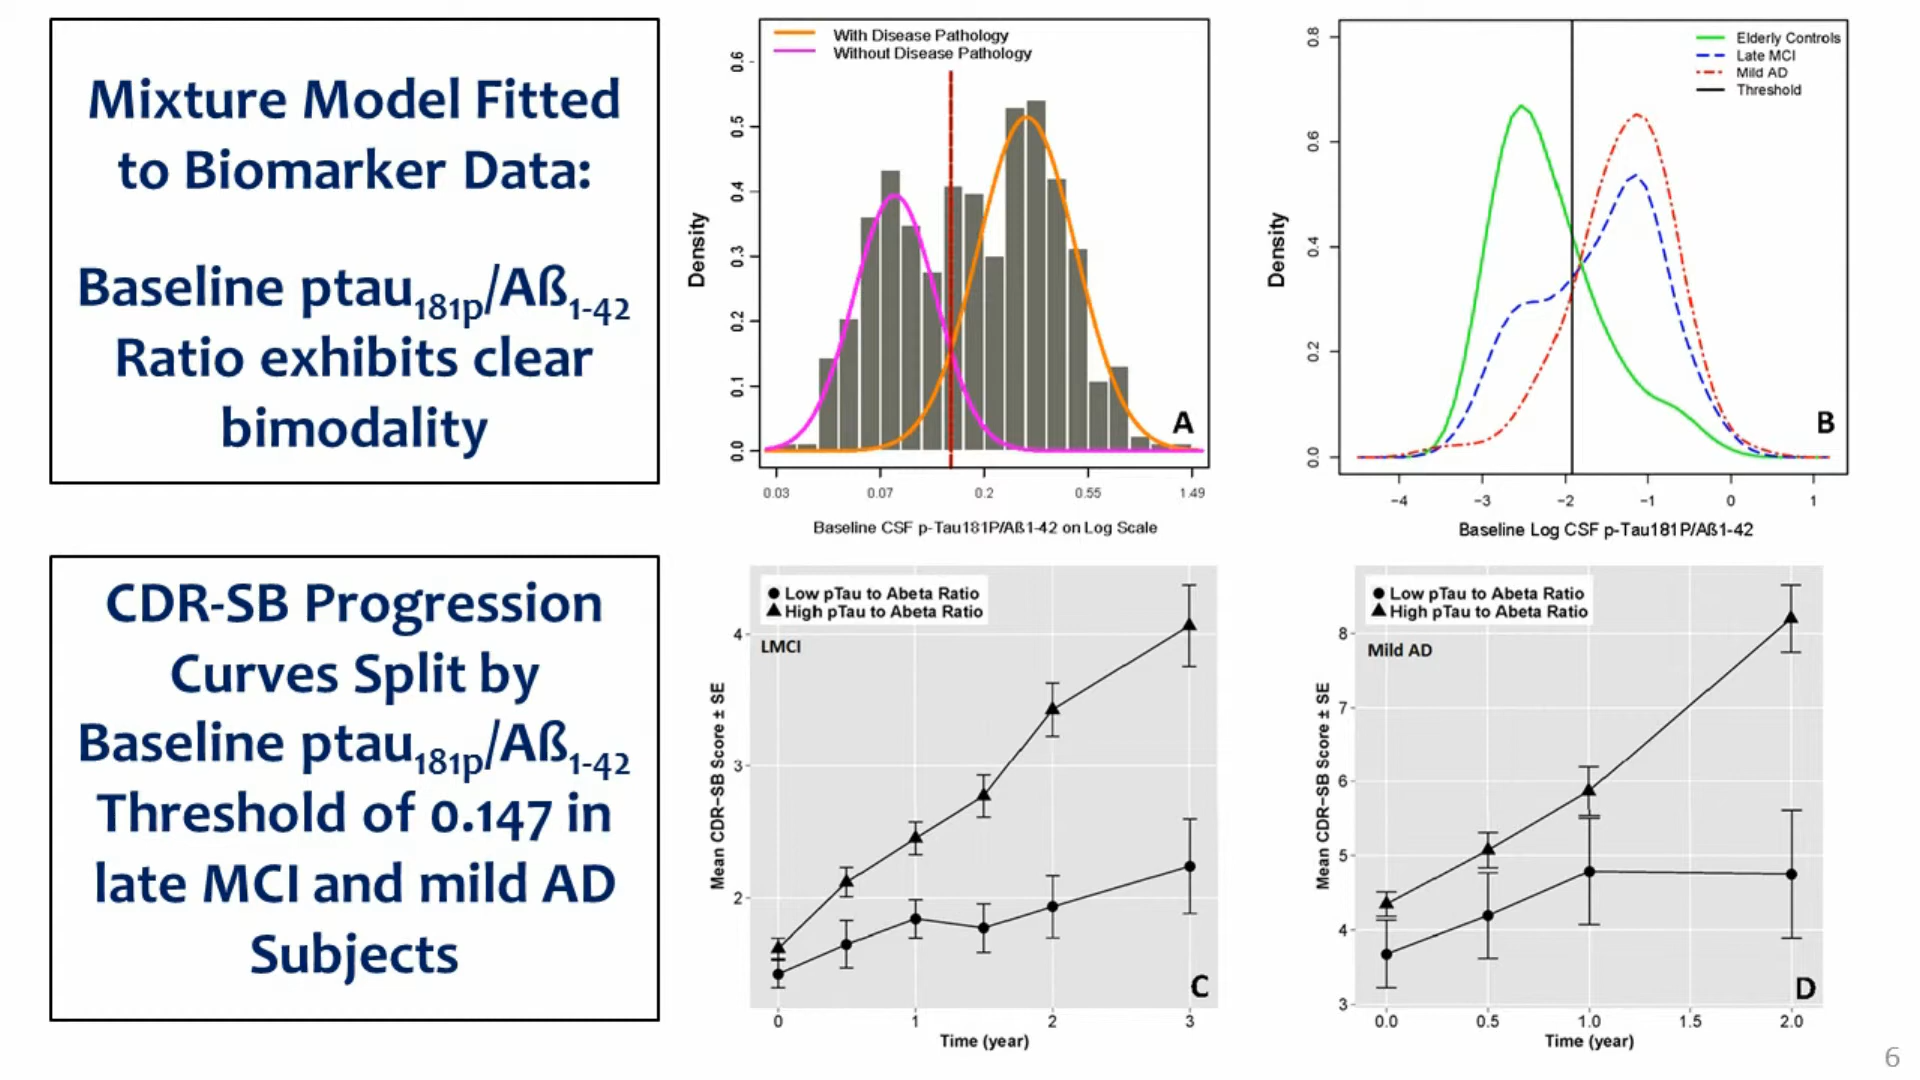 Mixture Model Fitted
to Biomarker Data:
Baseline ptau181p/Aß1-42
Ratio exhibits clear
bimodality
With Disease Pathology
Without Disease Pathology
Density
0.0
0.1
0.2
0.3
0.4
0.5
0.6
A
0.03 0.07 0.2 0.55 1.49
Baseline CSF p-Tau181P/Aß1-42 on Log Scale
Elderly Controls
Late MCI
Mild AD
Threshold
Density
0.0
0.2
0.4
0.6
0.8
B
−4 −3 −2 −1 0 1
Baseline Log CSF p-Tau181P/Aß1-42
CDR-SB Progression
Curves Split by
Baseline ptau181p/Aß1-42
Threshold of 0.147 in
late MCI and mild AD
Subjects
Low pTau to Abeta Ratio
High pTau to Abeta Ratio
LMCI
Mean CDR−SB Score ± SE
4
3
2
C
0 1 2 3
Time (year)
Low pTau to Abeta Ratio
High pTau to Abeta Ratio
Mild AD
Mean CDR−SB Score ± SE
8
7
6
5
4
3
D
0.0 0.5 1.0 1.5 2.0
Time (year)
6